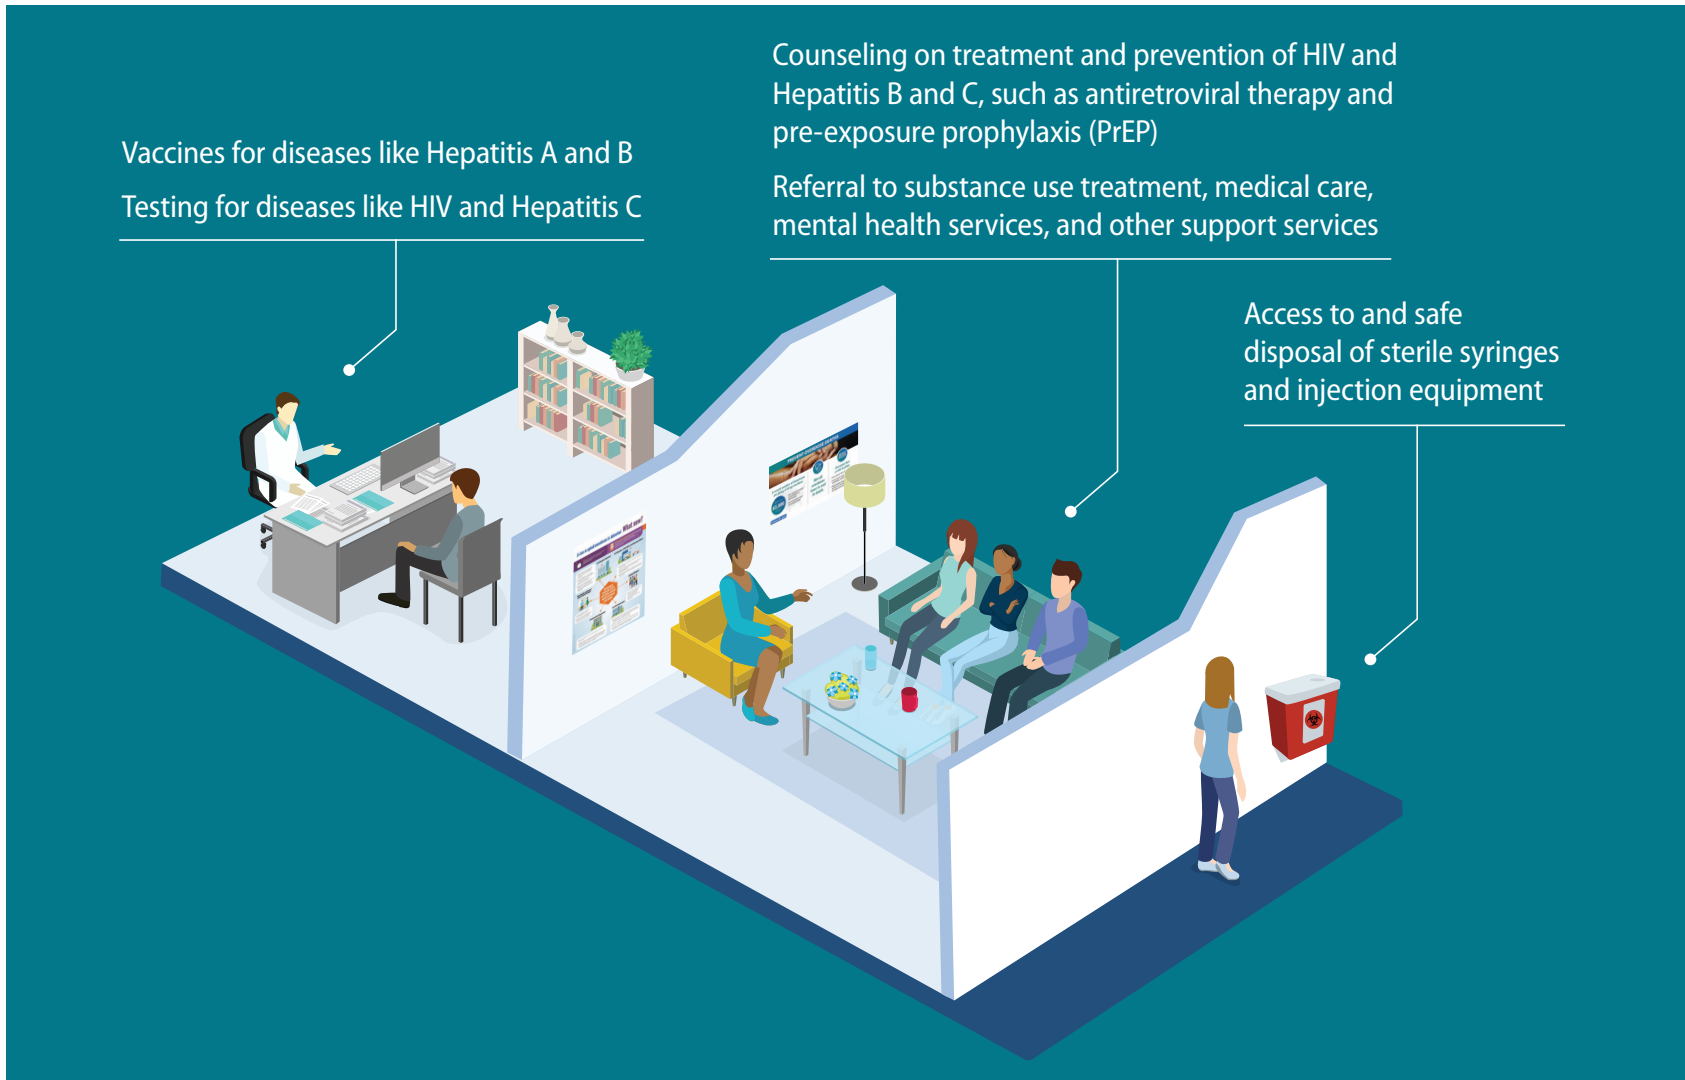 Vaccines for diseases like Hepatitis A and B
Testing for diseases like HIV and Hepatitis C
Counseling on treatment and prevention of HIV and
Hepatitis B and C, such as antiretroviral therapy and
pre-exposure prophylaxis (PrEP)
Referral to substance use treatment, medical care,
mental health services, and other support services
Access to and safe
disposal of sterile syringes
and injection equipment
What now?